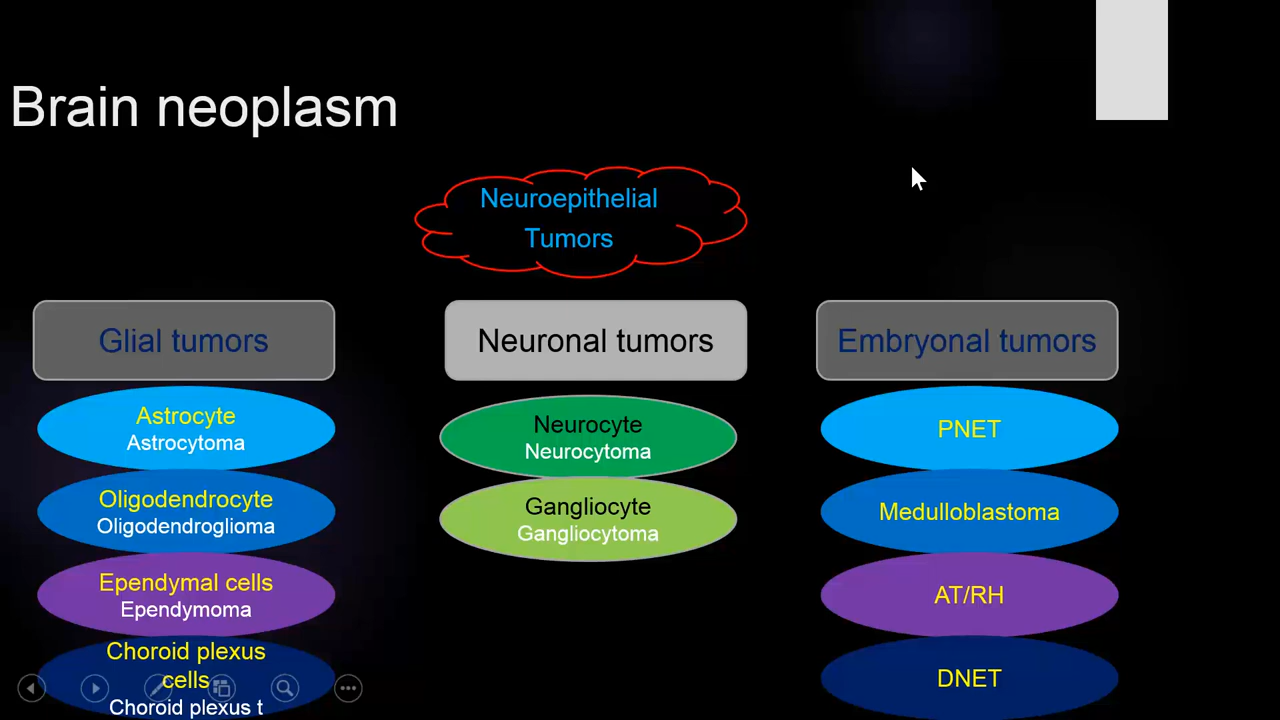 Brain neoplasm
Neuroepithelial
Tumors
Glial tumors
Astrocyte
Astrocytoma
Oligodendrocyte
Oligodendroglioma
Ependymal cells
Ependymoma
Choroid plexus
cells
Choroid plexus t
Neuronal tumors
Neurocyte
Neurocytoma
Gangliocyte
Gangliocytoma
Embryonal tumors
PNET
Medulloblastoma
AT/RH
DNET